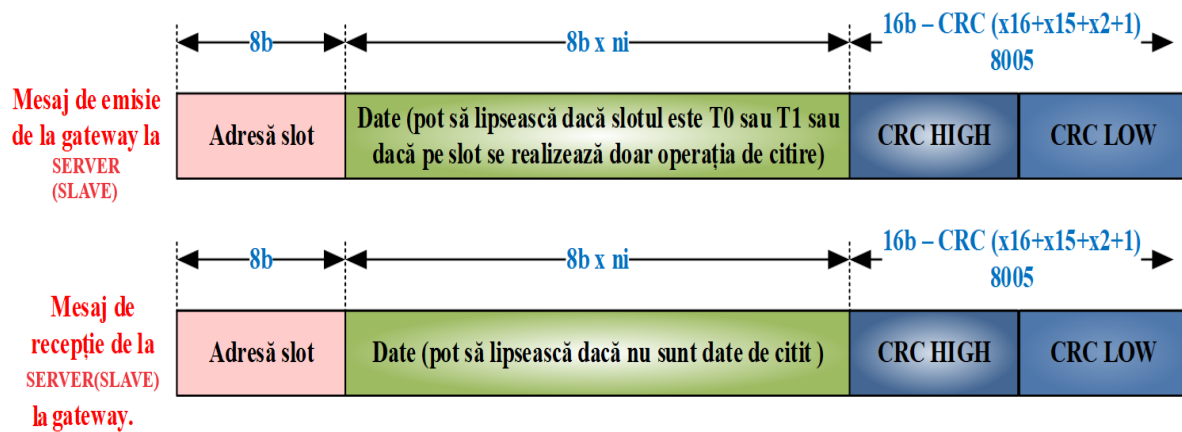 16b – CRC (x16+x15+x2+1)
8b
8b x ni
8005
Mesaj de emisie
de la gateway la
SERVER
(SLAVE)
Adresă slot
Date (pot să lipsească dacă slotul este T0 sau T1 sau
dacă pe slot se realizează doar operația de citire)
CRC HIGH
CRC LOW
16b – CRC (x16+x15+x2+1)
8b
8b x ni
8005
Mesaj de
recepție de la
SERVER(SLAVE)
la gateway.
Adresă slot
Date (pot să lipsească dacă nu sunt date de citit )
CRC HIGH
CRC LOW